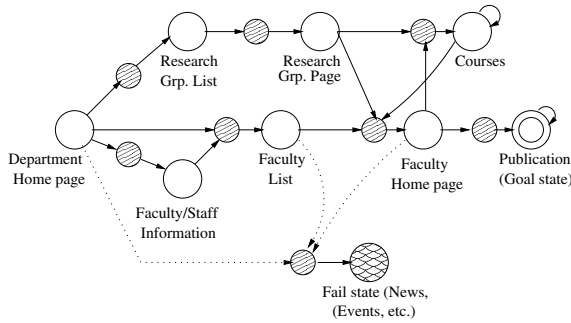 Research
Grp. List
Research
Grp. Page
Courses
Department
Home page
Faculty/Staff
Information
Faculty
List
Faculty
Home page
Publication
(Goal state)
Fail state (News,
(Events, etc.)